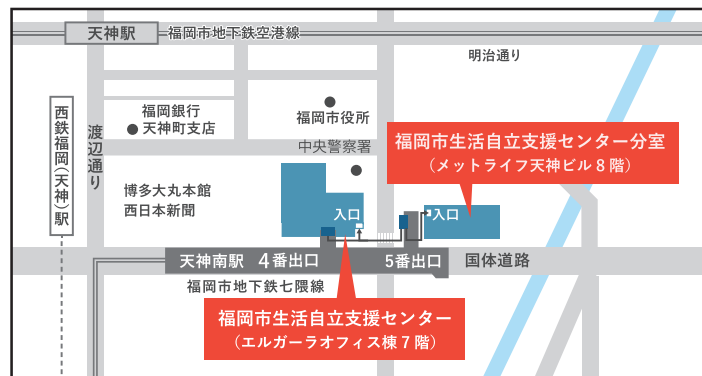 天神駅
福岡市地下鉄空港線
明治通り
西鉄福岡(天神)駅
渡辺通り
福岡銀行
天神町支店
福岡市役所
中央警察署
福岡市生活自立支援センター分室
(メットライフ天神ビル8階)
博多大丸本館
西日本新聞
入口
入口
天神南駅
4番出口
5番出口
国体道路
福岡市地下鉄七隈線
福岡市生活自立支援センター
(エルガーラオフィス棟7階)